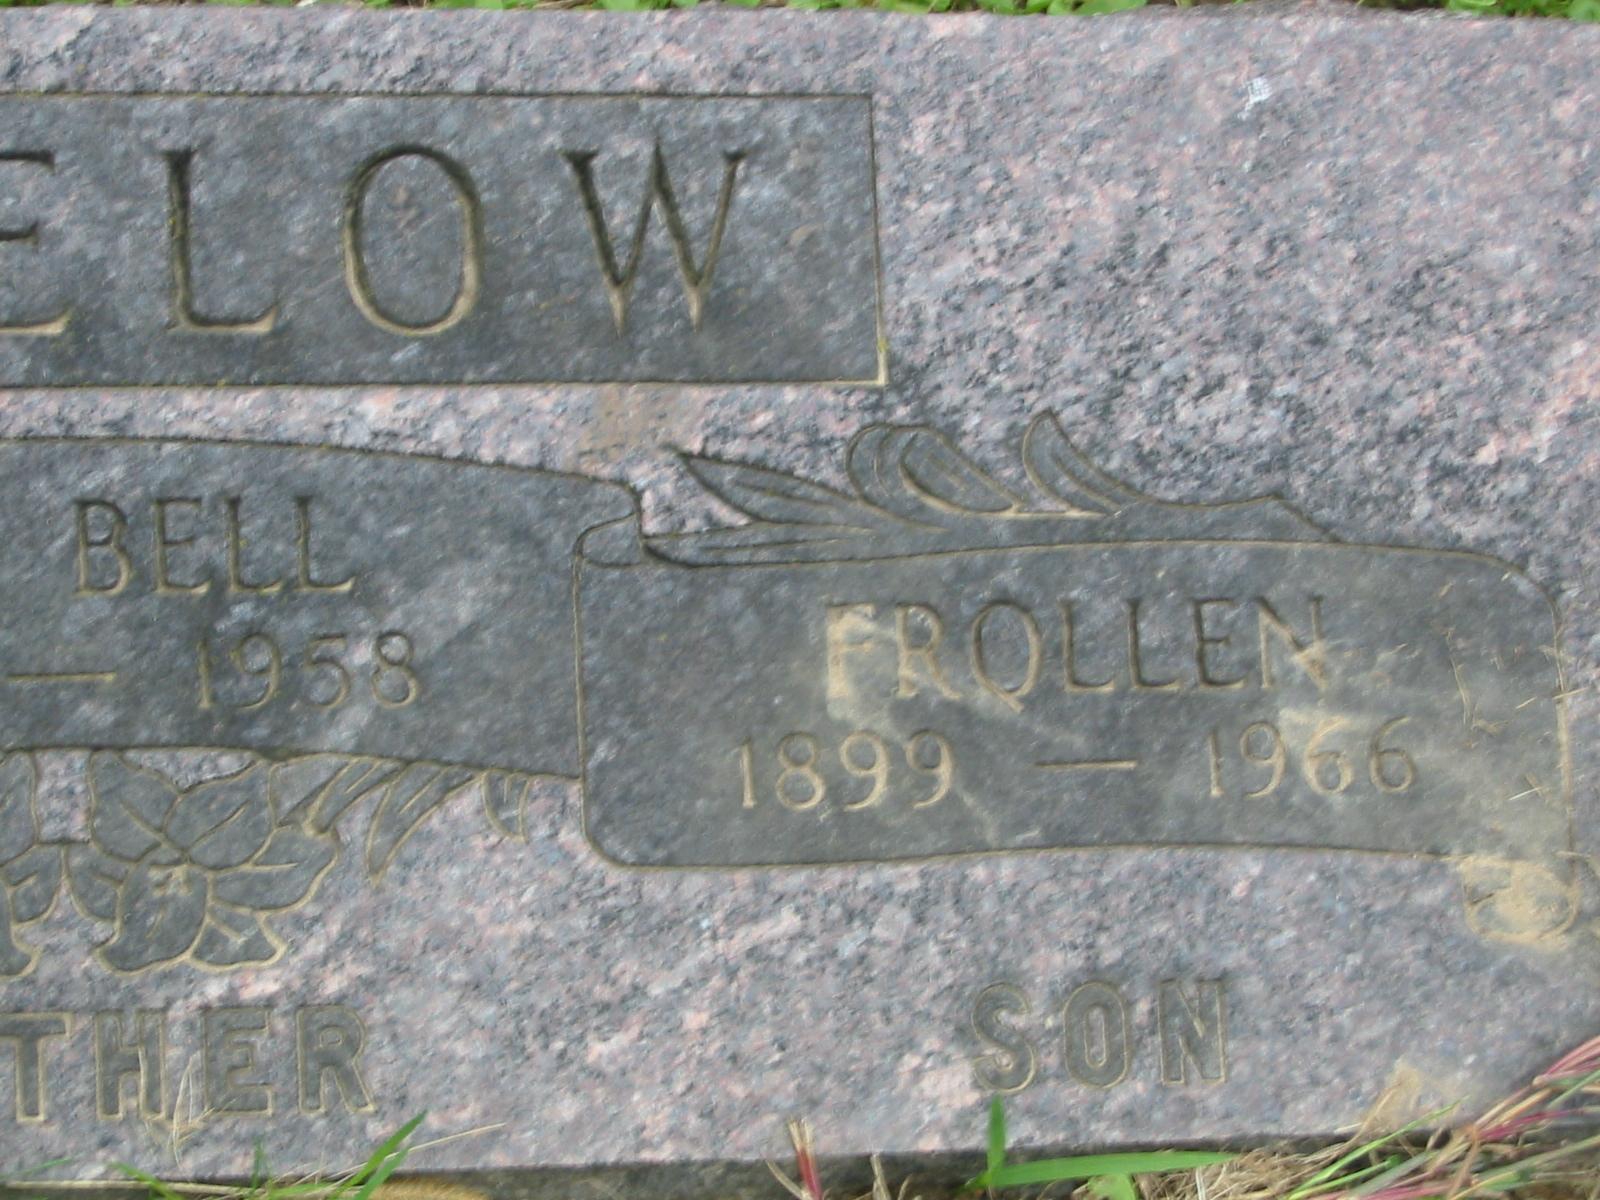 ELOW
BELL
— 1958
FROLLEN
1899 — 1966
THER
SON